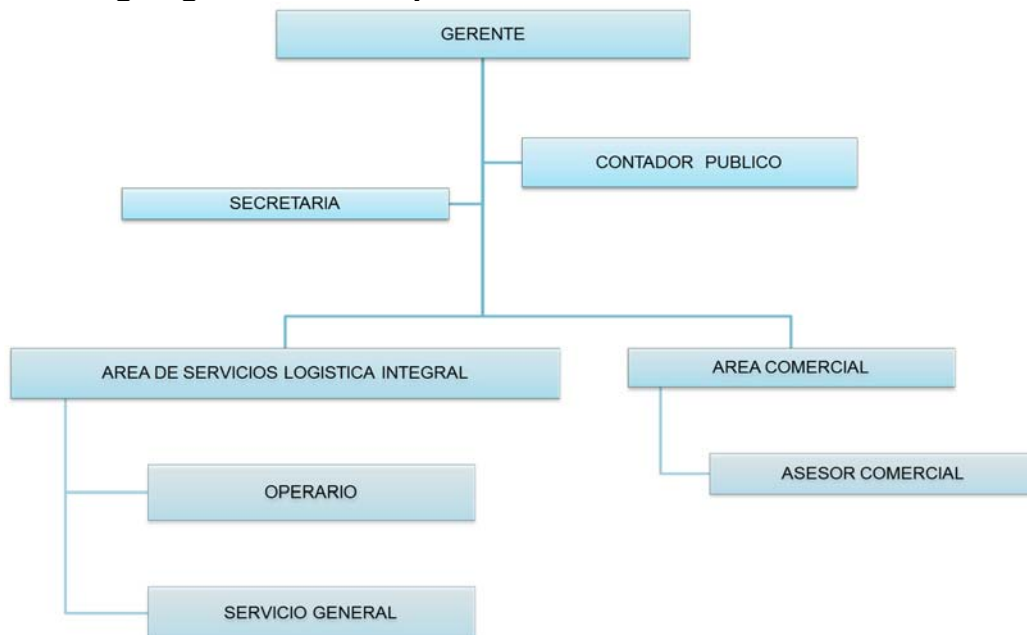 GERENTE
CONTADOR PUBLICO
SECRETARIA
AREA DE SERVICIOS LOGISTICA INTEGRAL
AREA COMERCIAL
OPERARIO
ASESOR COMERCIAL
SERVICIO GENERAL